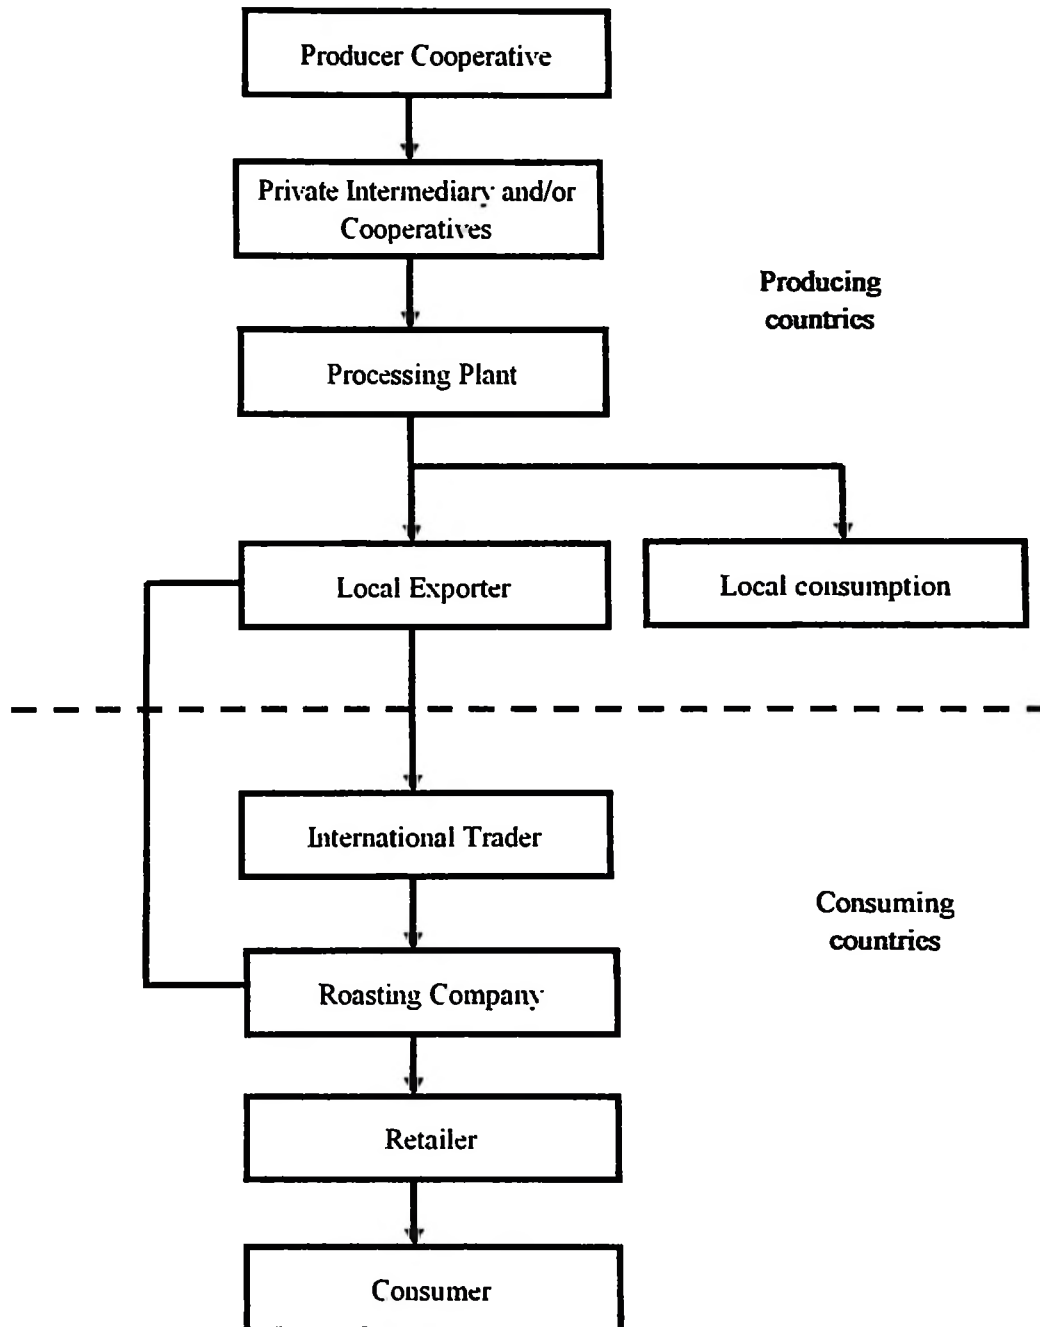 Producer Cooperative
Private Intermediary and/or
Cooperatives
Producing
countries
Processing Plant
Local Exporter
Local consumption
International Trader
Consuming
countries
Roasting Company
Retailer
Consumer